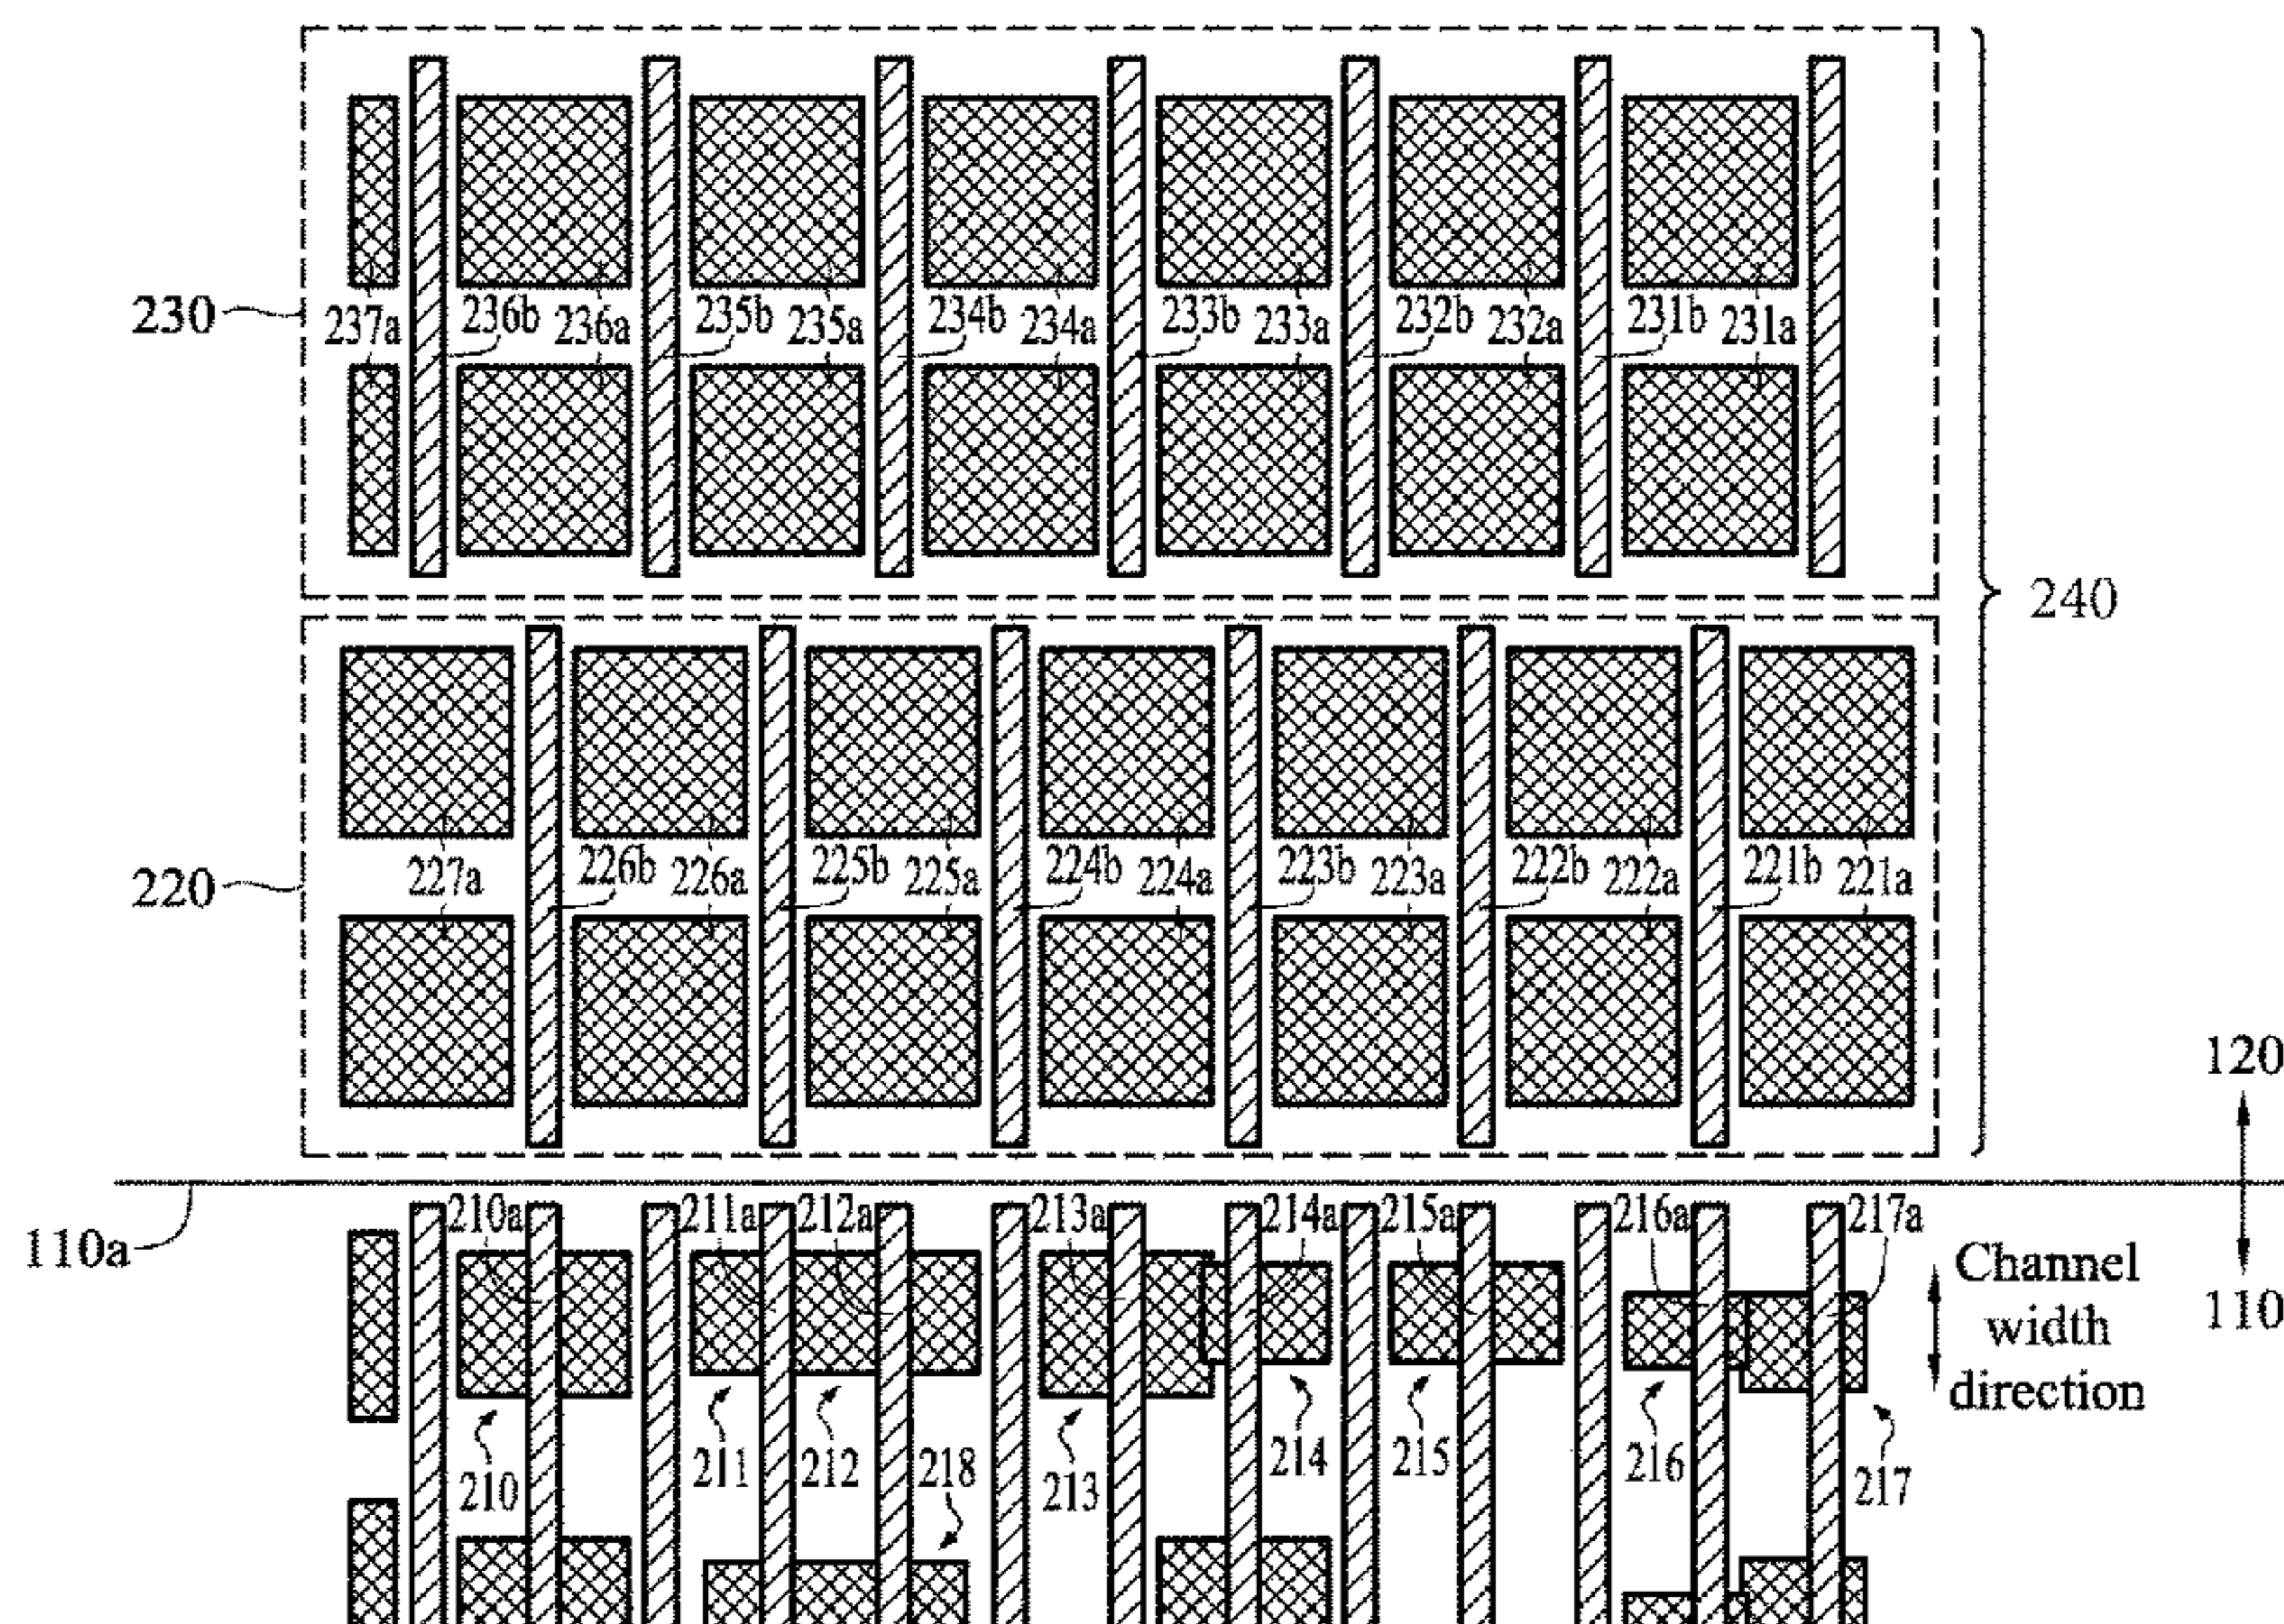 230
237a 236b 236a 235b 235a 234b 234a 233b 233a 232b 232a 231b 231a
240
220
227a 226b 226a 225b 225a 224b 224a 223b 223a 222b 222a 221b 221a
120
110a
210a 211a 212a 213a 214a 215a 216a 217a
Channel
width
direction
110
210 211 212 218 213 214 215 216 217